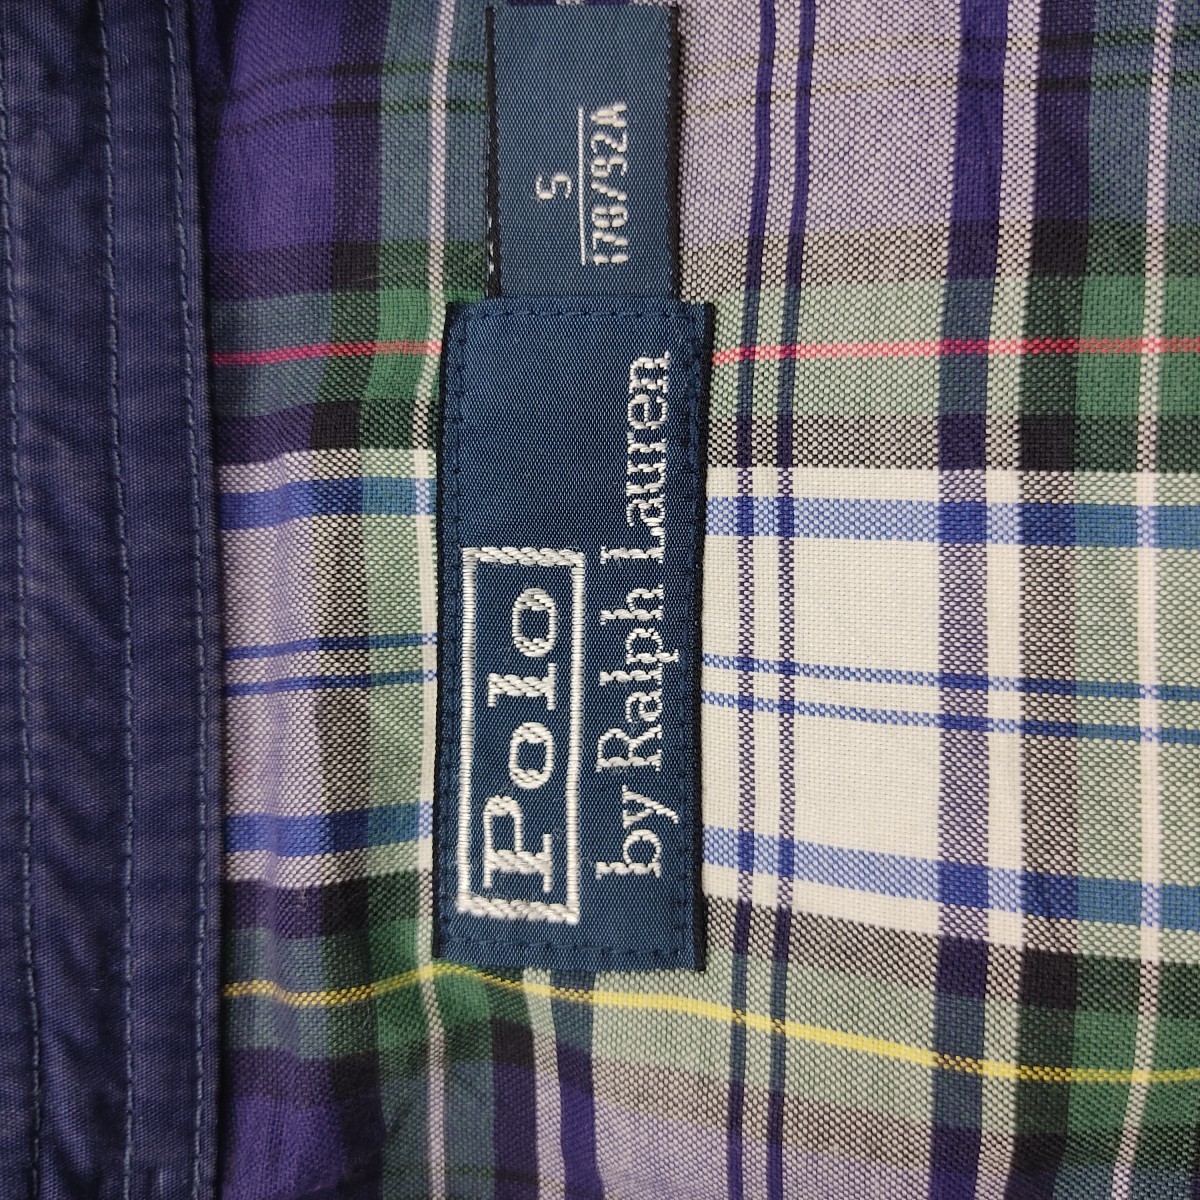 Polo
by Ralph Lauren
S
170/92A